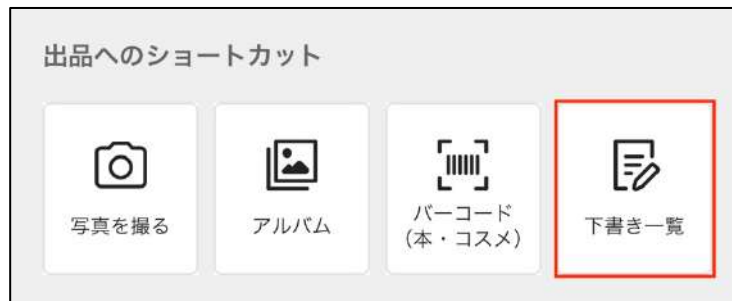 出品へのショートカット
写真を撮る
アルバム
バーコード
(本・コスメ)
下書き一覧